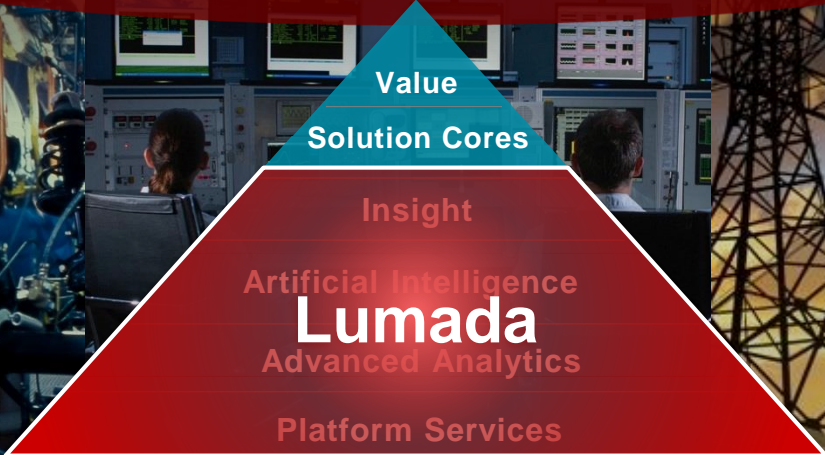 Value
Solution Cores
Insight
Artificial Intelligence
Lumada
Advanced Analytics
Platform Services